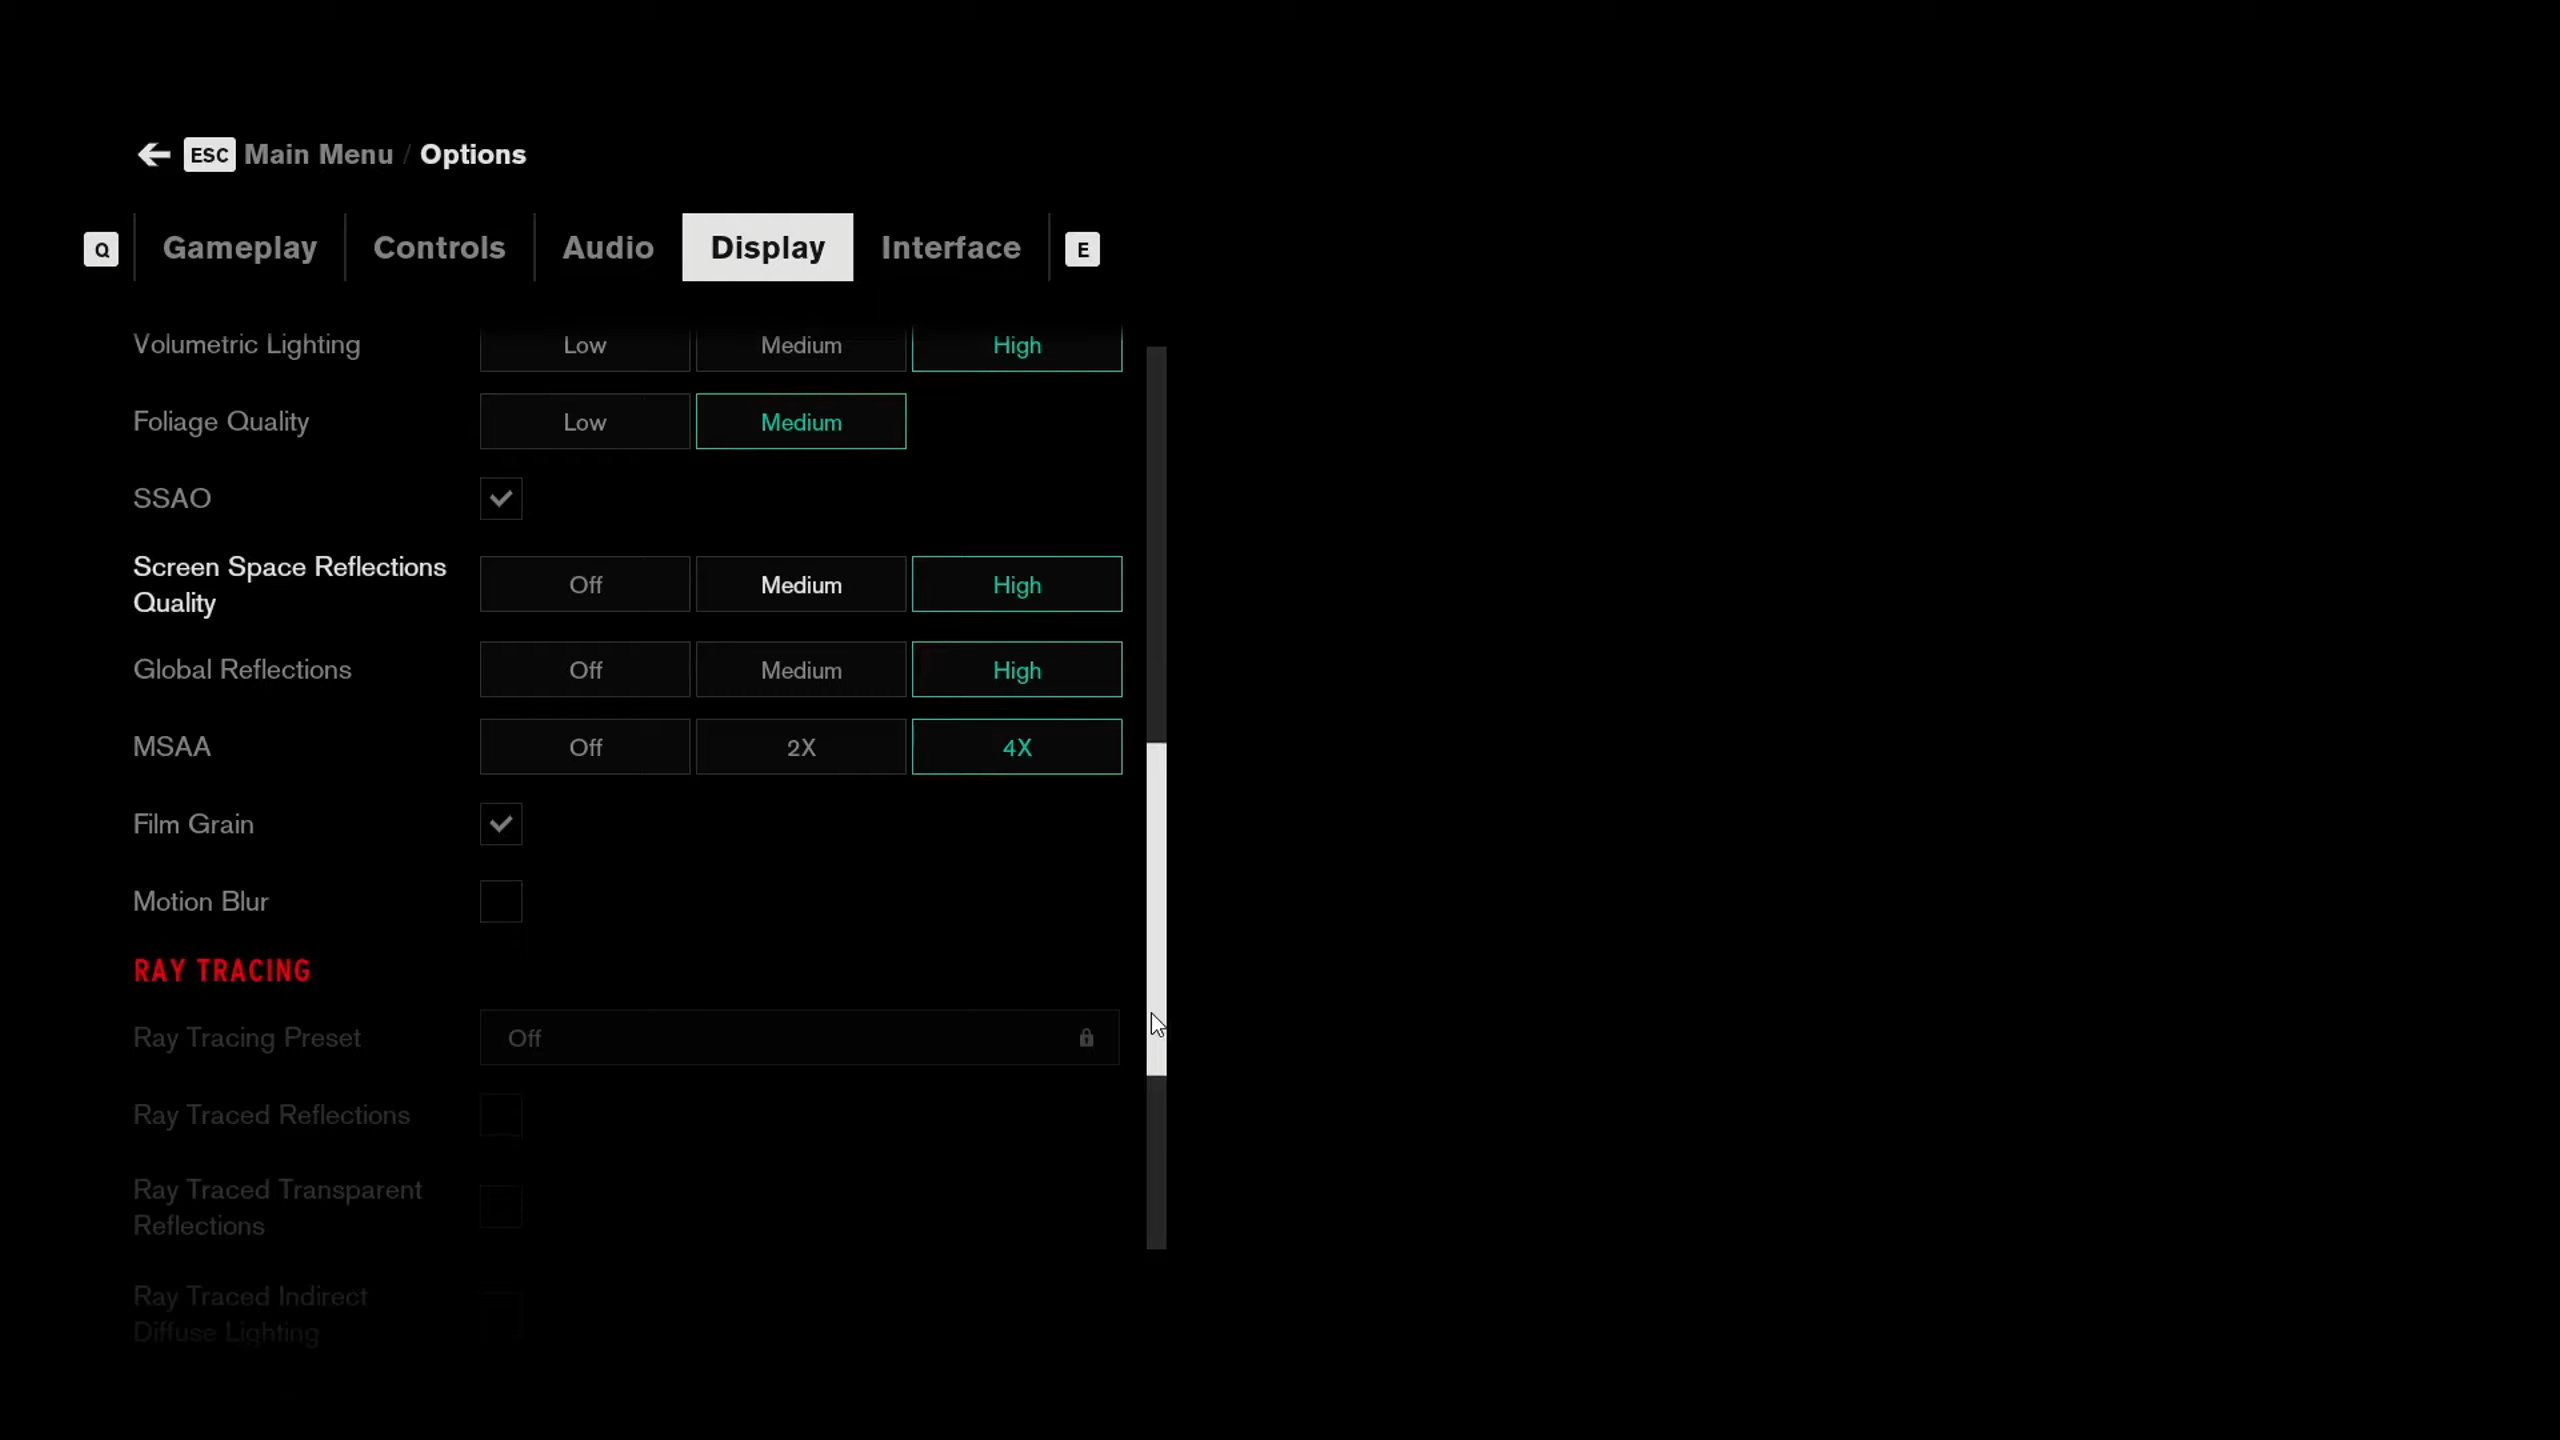 ESC Main Menu / Options
Q Gameplay Controls Audio Display Interface E
Volumetric Lighting Low Medium High
Foliage Quality Low Medium
SSAO
Screen Space Reflections
Quality Off Medium High
Global Reflections Off Medium High
MSAA Off 2X 4X
Film Grain
Motion Blur
RAY TRACING
Ray Tracing Preset Off
Ray Traced Reflections
Ray Traced Transparent
Reflections
Ray Traced Indirect
Diffuse Lighting